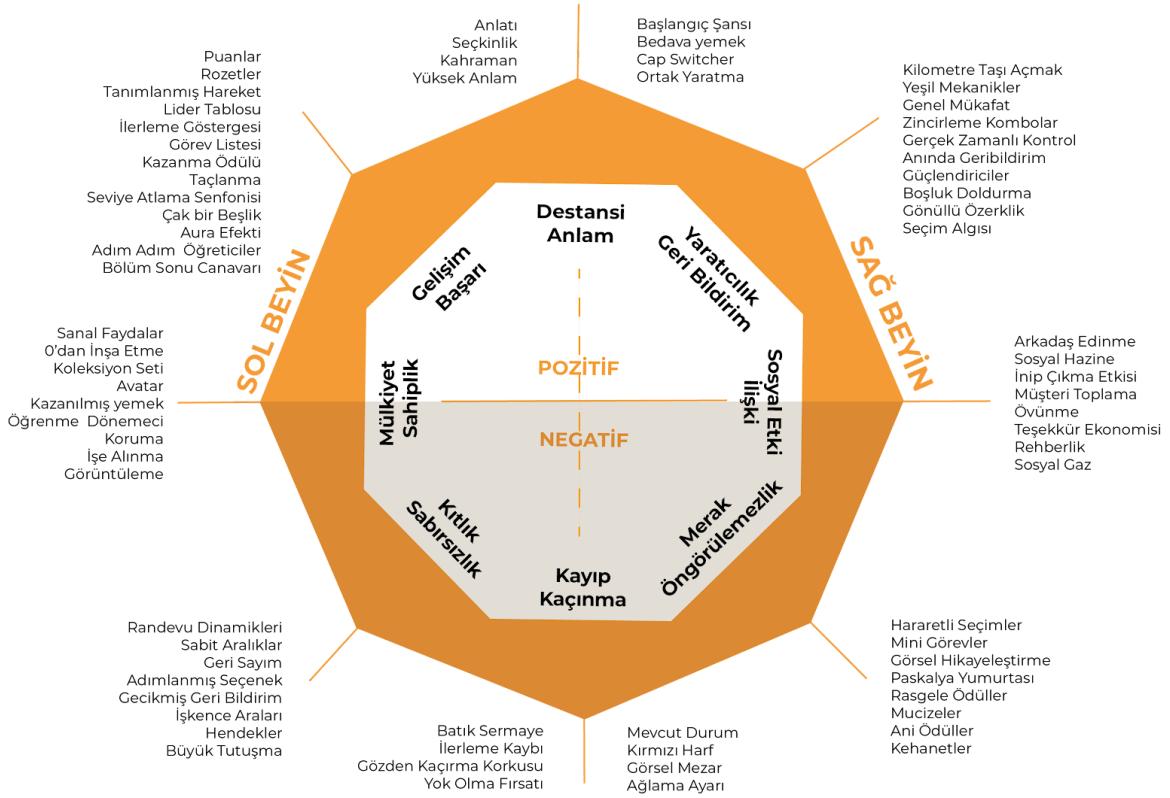 Anlatı
Seçkinlik
Kahraman
Yüksek Anlam
Başlangıç Şansı
Bedava yemek
Cap Switcher
Ortak Yaratma
Puanlar
Rozetler
Tanımlanmış Hareket
Lider Tablosu
İlerleme Göstergesi
Görev Listesi
Kazanma Ödülü
Taçlanma
Seviye Atlama Senfonisi
Çak bir Beşlik
Aura Efekti
Adım Adım Öğreticiler
Bölüm Sonu Canavarı
Kilometre Taşı Açmak
Yeşil Mekanikler
Genel Mükafat
Zincirleme Kombolar
Gerçek Zamanlı Kontrol
Anında Geribildirim
Güçlendiriciler
Boşluk Doldurma
Gönüllü Özerklik
Seçim Algısı
SOL BEYİN
SAĞ BEYİN
Destansi
Anlam
Gelişim
Başarı
Yaratıcılık
Geri Bildirim
Mülkiyet
Sahiplik
Sosyal Etki
İlişki
POZİTİF
NEGATİF
Kıtlık
Sabırsızlık
Kayıp
Kaçınma
Merak
Öngörülemezlik
Sanal Faydalar
0’dan İnşa Etme
Koleksiyon Seti
Avatar
Kazanılmış yemek
Öğrenme Dönemeci
Koruma
İşe Alınma
Görüntüleme
Arkadaş Edinme
Sosyal Hazine
İnip Çıkma Etkisi
Müşteri Toplama
Övünme
Teşekkür Ekonomisi
Rehberlik
Sosyal Gaz
Randevu Dinamikleri
Sabit Aralıklar
Geri Sayım
Adımlanmış Seçenek
Gecikmiş Geri Bildirim
İşkence Araları
Hendekler
Büyük Tutuşma
Batık Sermaye
İlerleme Kaybı
Gözden Kaçırma Korkusu
Yok Olma Fırsatı
Mevcut Durum
Kırmızı Harf
Görsel Mezar
Ağlama Ayarı
Hararetli Seçimler
Mini Görevler
Görsel Hikayeleştirme
Paskalya Yumurtası
Rasgele Ödüller
Mucizeler
Ani Ödüller
Kehanetler